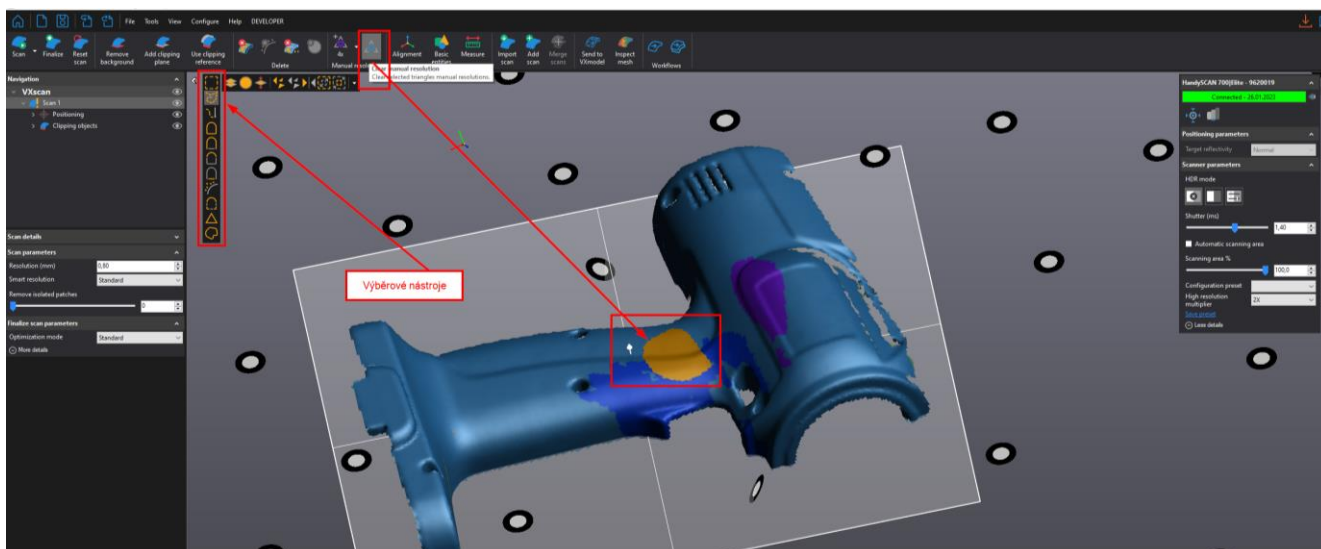 File Tools View Configure Help DEVELOPER
Scan
Finalize
Reset
scan
Remove
background
Add clipping
plane
Use clipping
reference
Delete
4x
Manual
Alignment
Basic
entities
Measure
Import
scan
Add
scan
Merge
scans
Send to
VXmodel
Inspect
mesh
Workflows
Clear manual resolution
Clear selected triangles manual resolutions.
Navigation
VXscan
Scan 1
Positioning
Clipping objects
Scan details
Scan parameters
Resolution (mm) 0,80
Smart resolution Standard
Remove isolated patches
0
Finalize scan parameters
Optimization mode Standard
More details
Výběrové nástroje
HandySCAN 700|Elite - 9620019
Connected - 26.01.2023
Positioning parameters
Target reflectivity Normal
Scanner parameters
HDR mode
Shutter (ms)
1,40
Automatic scanning area
Scanning area %
100,0
Configuration preset
High resolution
multiplier 2X
Save preset
Less details